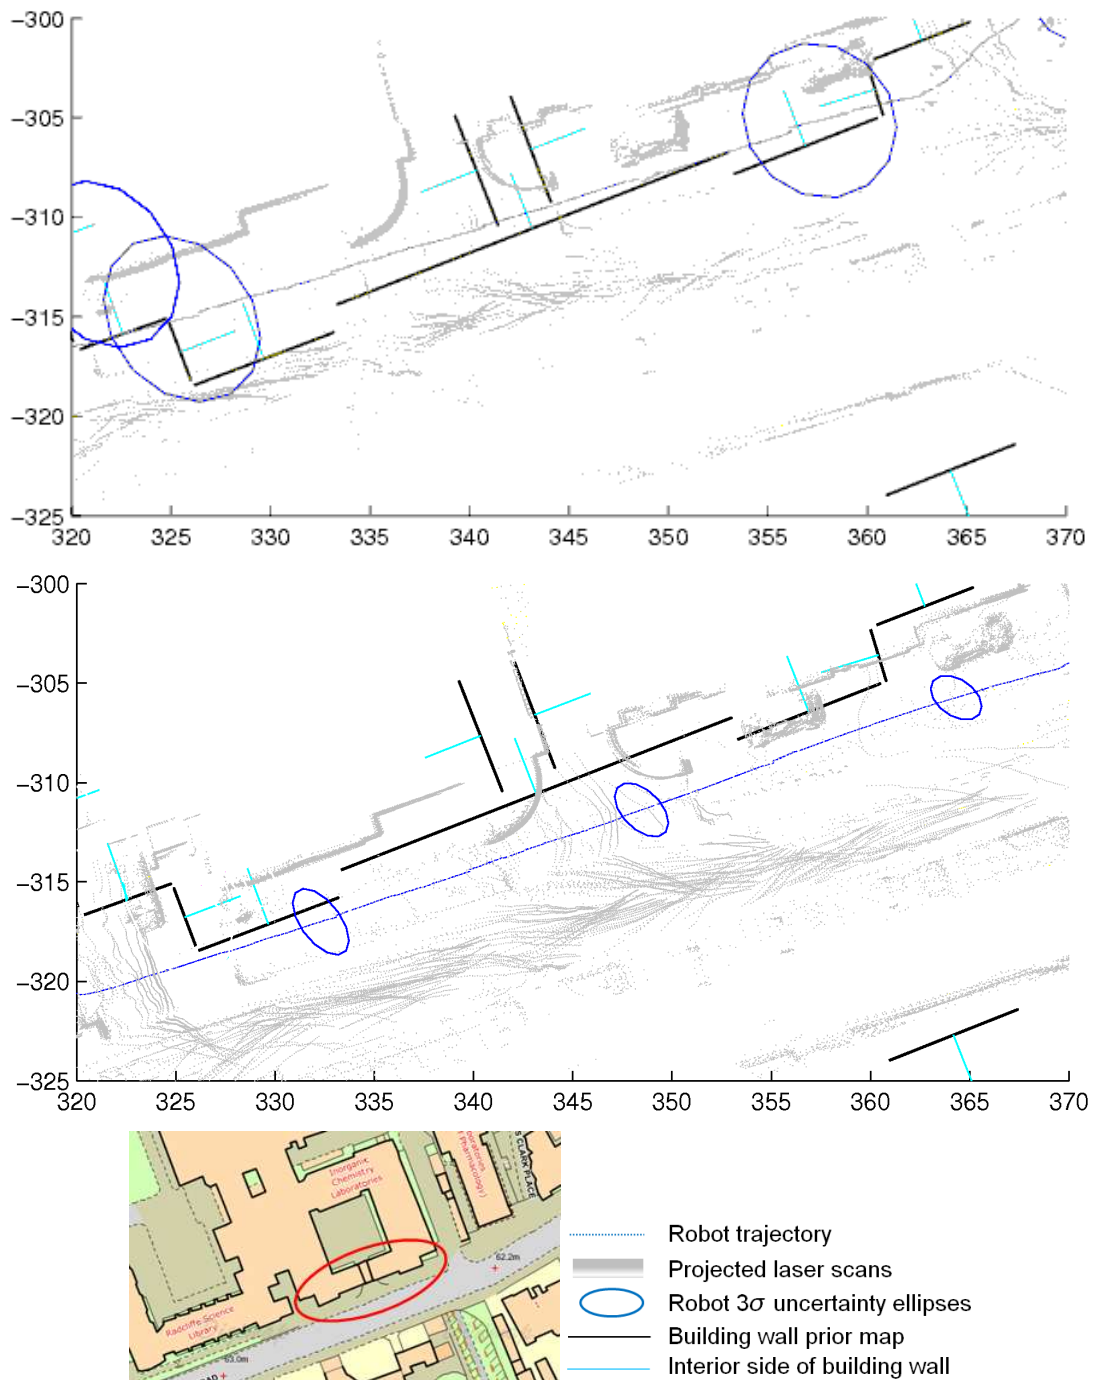 −300
−305
−310
−315
−320
−325
320 325 330 335 340 345 350 355 360 365 370
−300
−305
−310
−315
−320
−325
320 325 330 335 340 345 350 355 360 365 370
Inorganic
Chemistry
Laboratories
Pharmacology)
S CLARK PLACE
62.2m
Radcliffe Science
Library
63.0m
Robot trajectory
Projected laser scans
Robot 3σ uncertainty ellipses
Building wall prior map
Interior side of building wall